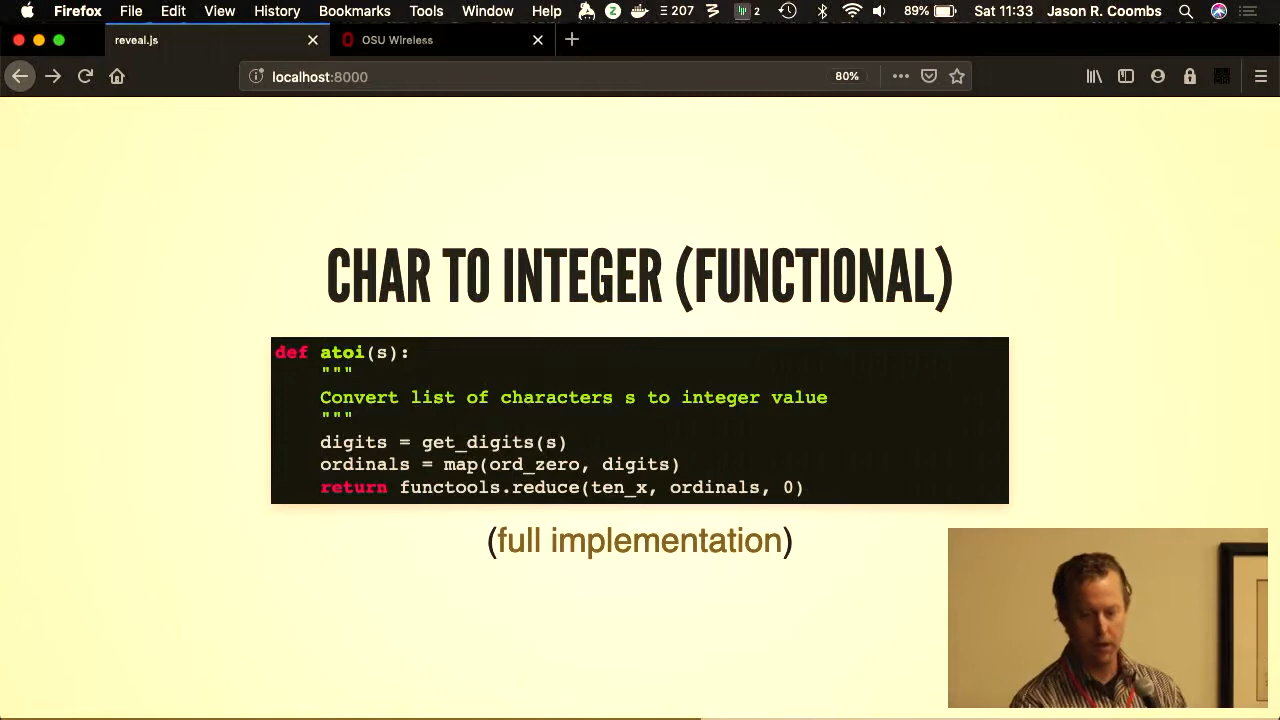 Firefox File Edit View History Bookmarks Tools Window Help 207 2 89% Sat 11:33 Jason R. Coombs
reveal.js OSU Wireless
localhost:8000 80%
CHAR TO INTEGER (FUNCTIONAL)
def atoi(s):
"""
Convert list of characters s to integer value
"""
digits = get_digits(s)
ordinals = map(ord_zero, digits)
return functools.reduce(ten_x, ordinals, 0)
(full implementation)